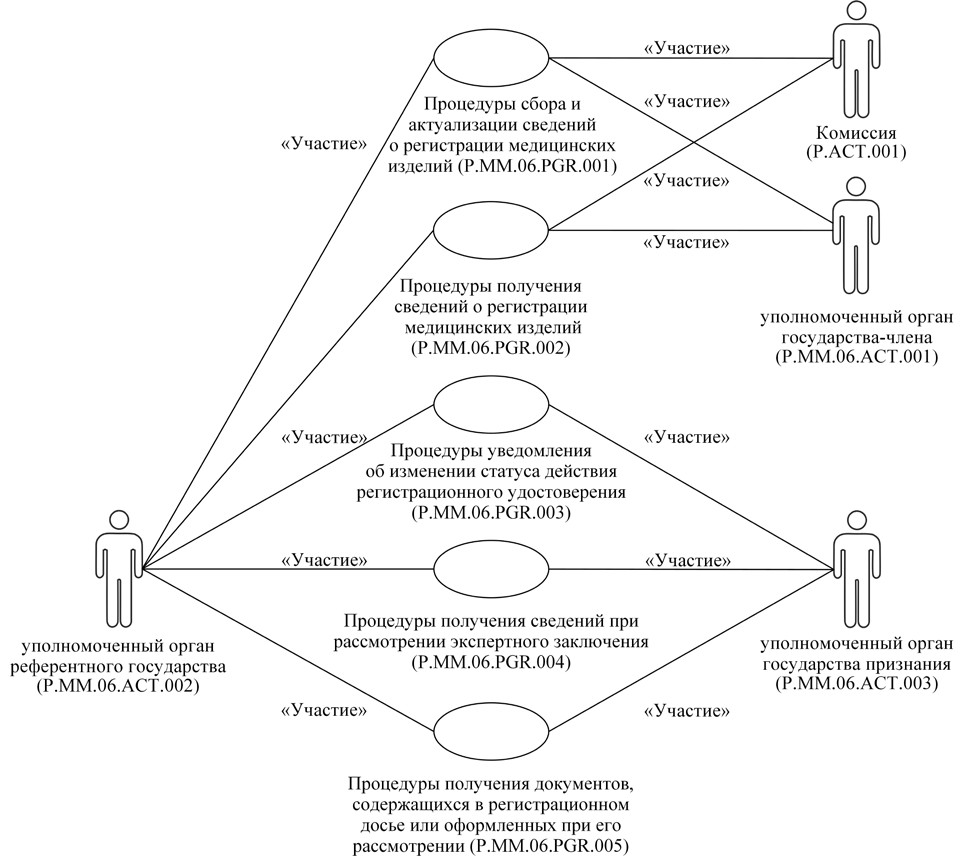 «Участие»
«Участие»
Процедуры сбора и
актуализации сведений
о регистрации медицинских
изделий (P.MM.06.PGR.001)
«Участие»
Комиссия
(P.ACT.001)
«Участие»
«Участие»
Процедуры получения
сведений о регистрации
медицинских изделий
(P.MM.06.PGR.002)
уполномоченный орган
государства-члена
(P.MM.06.ACT.001)
«Участие»
«Участие»
Процедуры уведомления
об изменении статуса действия
регистрационного удостоверения
(P.MM.06.PGR.003)
«Участие»
«Участие»
Процедуры получения сведений при
рассмотрении экспертного заключения
(P.MM.06.PGR.004)
уполномоченный орган
референтного государства
(P.MM.06.ACT.002)
уполномоченный орган
государства признания
(P.MM.06.ACT.003)
«Участие»
«Участие»
Процедуры получения документов,
содержащихся в регистрационном
досье или оформленных при его
рассмотрении (P.MM.06.PGR.005)